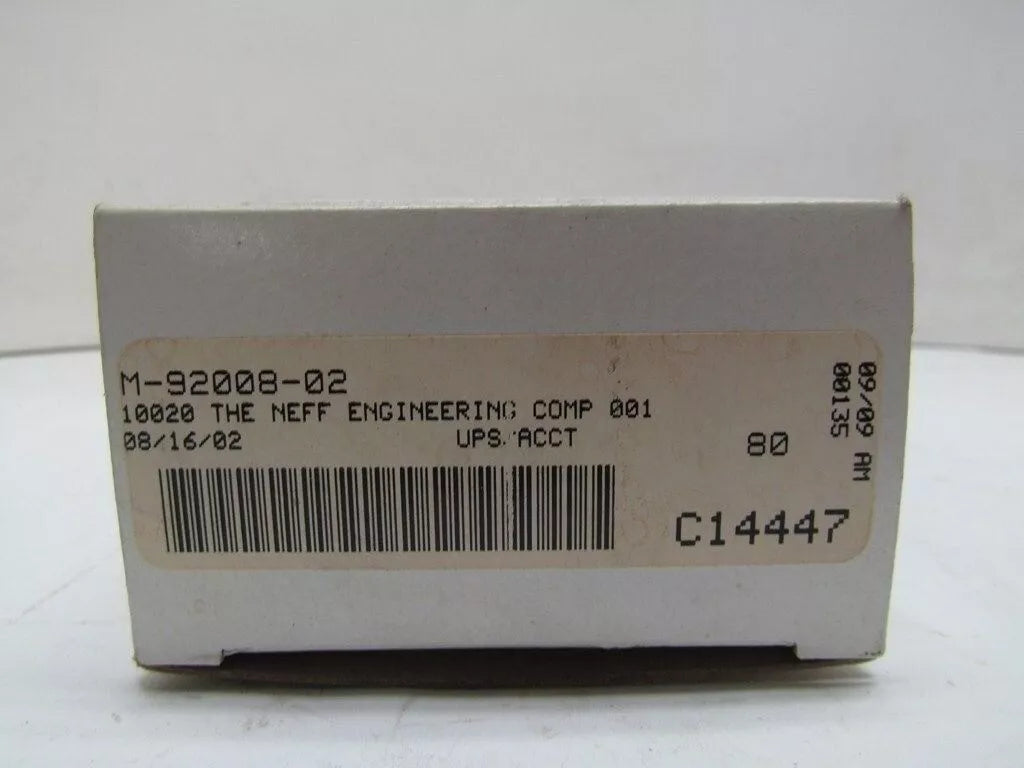 M-92008-02
10020 THE NEFF ENGINEERING COMP 001
08/16/02 UPS ACCT
80
C14447
09/09 AM
00135